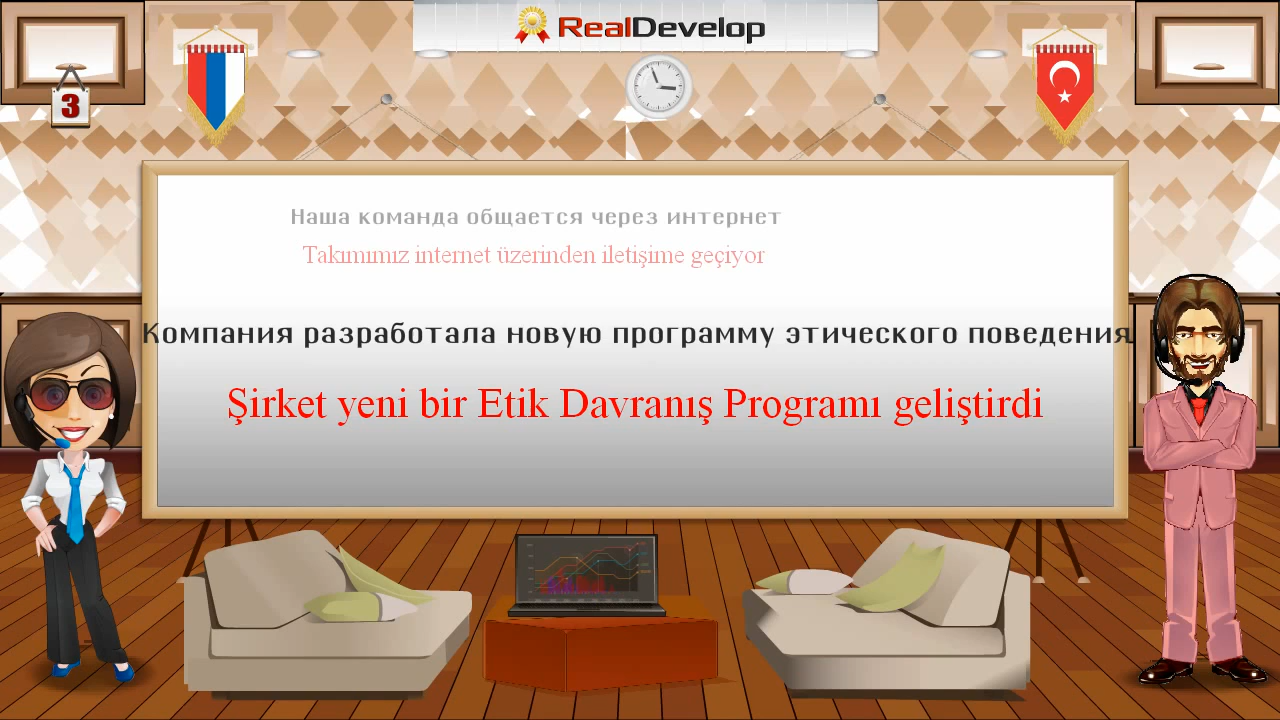 RealDevelop
3
Наша команда общается через интернет
Takımımız internet üzerinden iletişime geçiyor
Компания разработала новую программу этического поведения
Şirket yeni bir Etik Davranış Programı geliştirdi